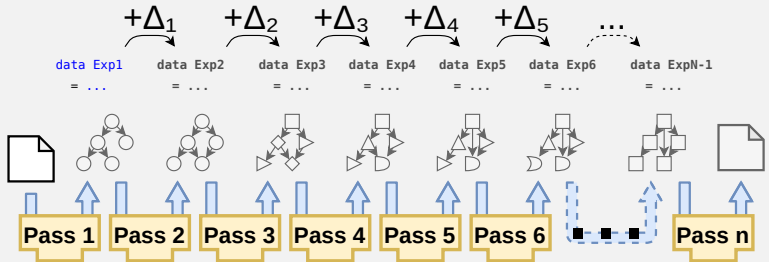 +Δ1 +Δ2 +Δ3 +Δ4 +Δ5 ...
data Exp1 data Exp2 data Exp3 data Exp4 data Exp5 data Exp6 data ExpN-1
= ... = ... = ... = ... = ... = ... = ...
Pass 1 Pass 2 Pass 3 Pass 4 Pass 5 Pass 6 Pass n